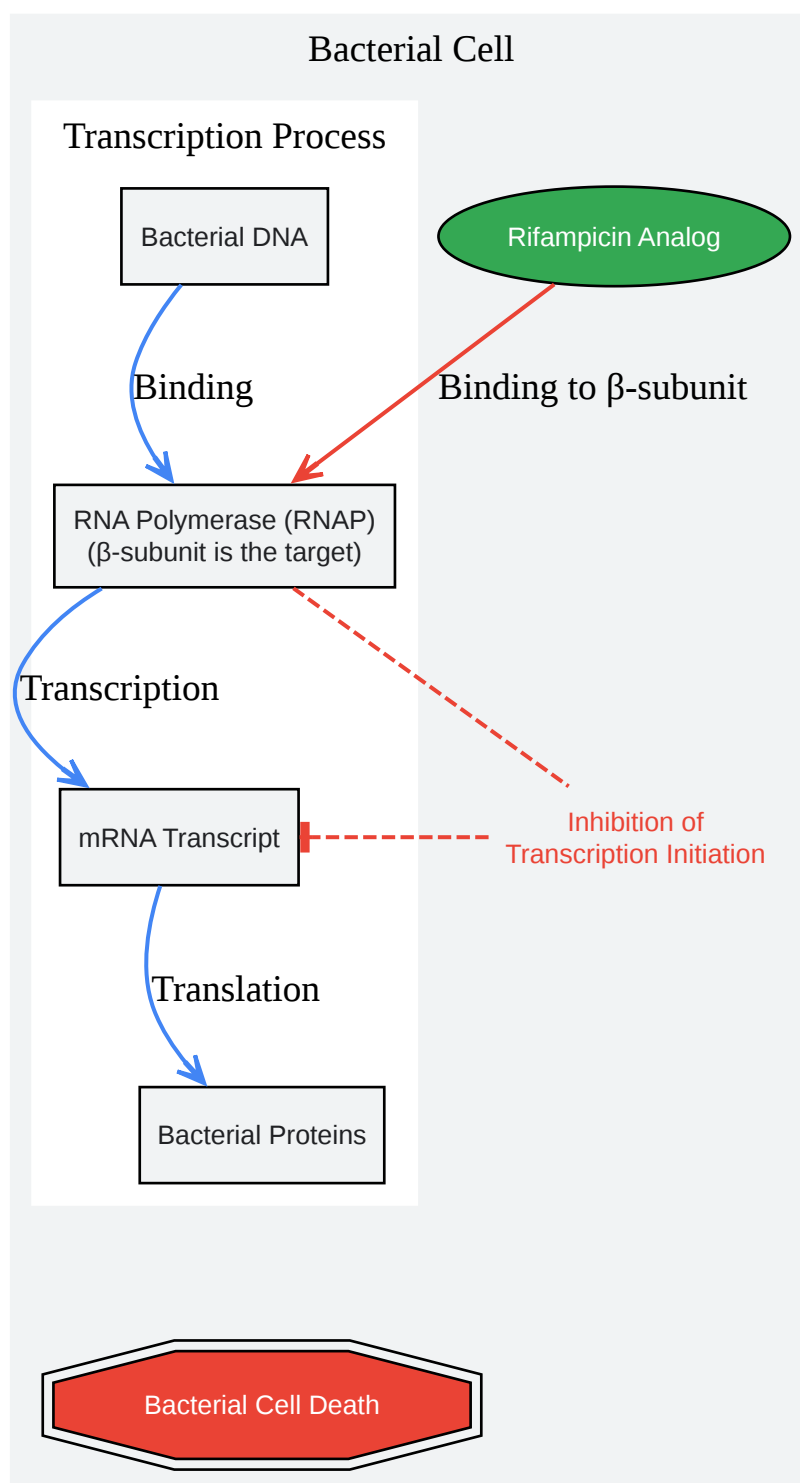 Bacterial Cell
Transcription Process
Bacterial DNA
Rifampicin Analog
Binding
Binding to β-subunit
RNA Polymerase (RNAP)
(β-subunit is the target)
Transcription
mRNA Transcript
Inhibition of
Transcription Initiation
Translation
Bacterial Proteins
Bacterial Cell Death